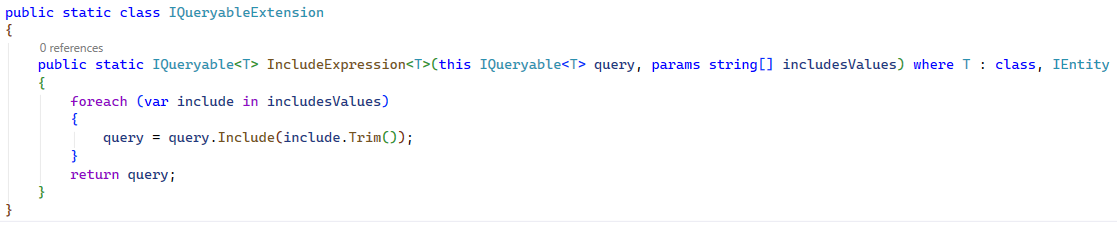 public static class IQueryableExtension
{
0 references
public static IQueryable<T> IncludeExpression<T>(this IQueryable<T> query, params string[] includesValues) where T : class, IEntity
{
foreach (var include in includesValues)
{
query = query.Include(include.Trim());
}
return query;
}
}